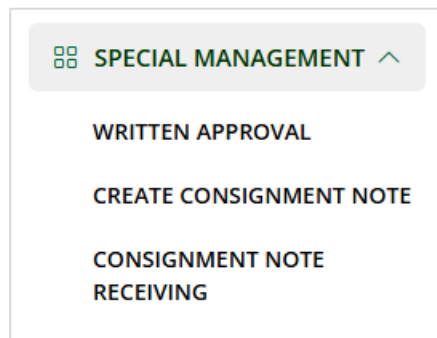 SPECIAL MANAGEMENT
WRITTEN APPROVAL
CREATE CONSIGNMENT NOTE
CONSIGNMENT NOTE
RECEIVING